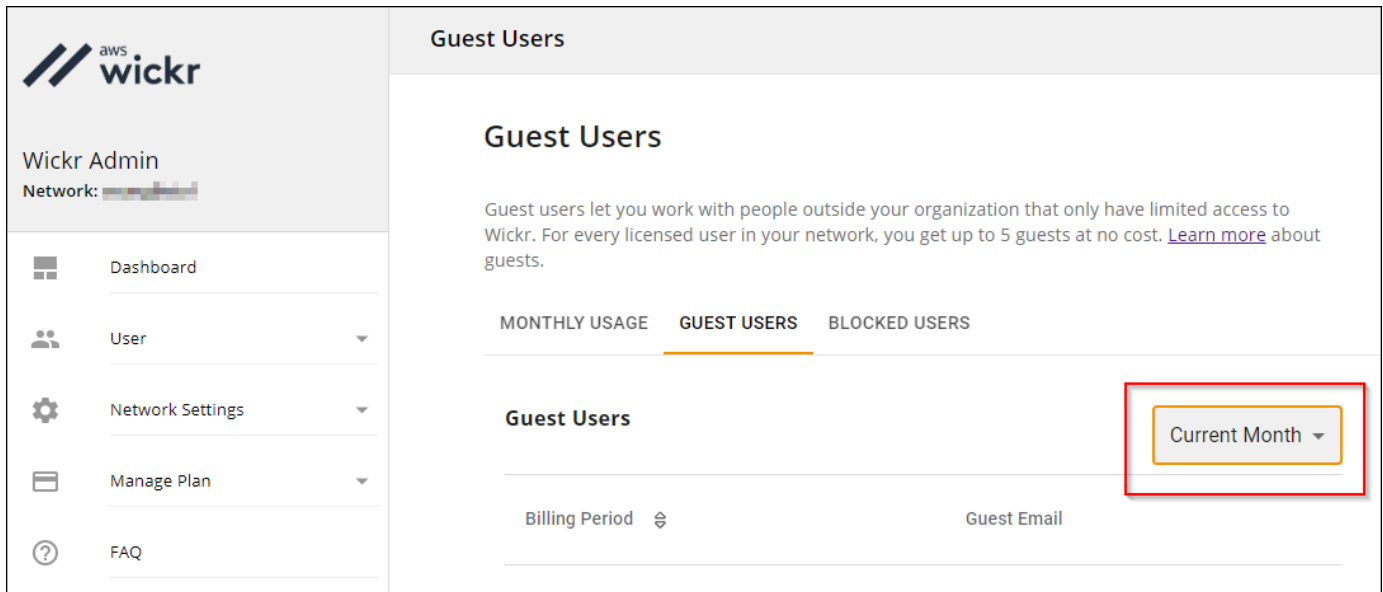 aws
wickr
Wickr Admin
Network:
Dashboard
User
Network Settings
Manage Plan
FAQ
Guest Users
Guest Users
Guest users let you work with people outside your organization that only have limited access to
Wickr. For every licensed user in your network, you get up to 5 guests at no cost. Learn more about
guests.
MONTHLY USAGE GUEST USERS BLOCKED USERS
Guest Users
Current Month
Billing Period Guest Email